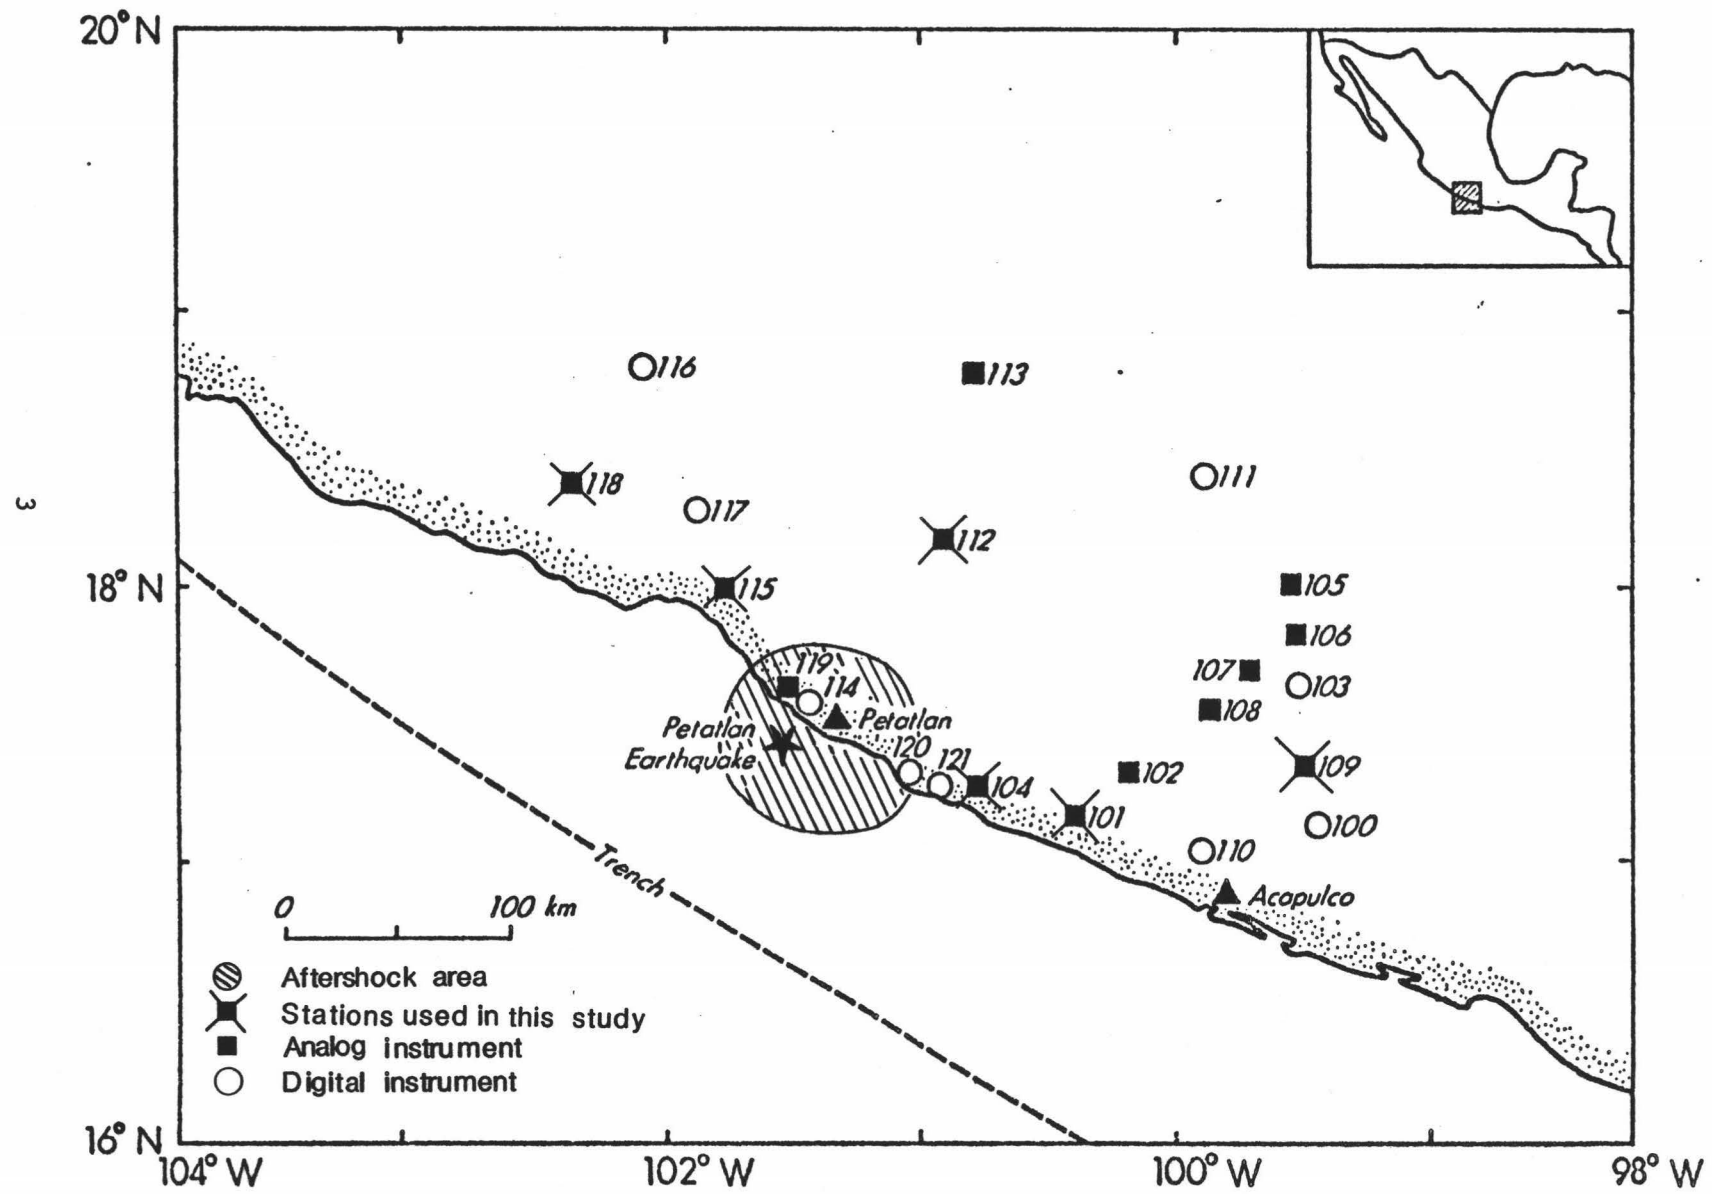 20°N
116
113
118
117
111
112
3
18°N
115
105
106
107
103
119
114
108
Petatlan
Petatlan
Earthquake
120
121
104
102
109
101
100
110
Trench
Acapulco
0 100 km
Aftershock area
Stations used in this study
Analog instrument
Digital instrument
16°N
104°W 102°W 100°W 98°W